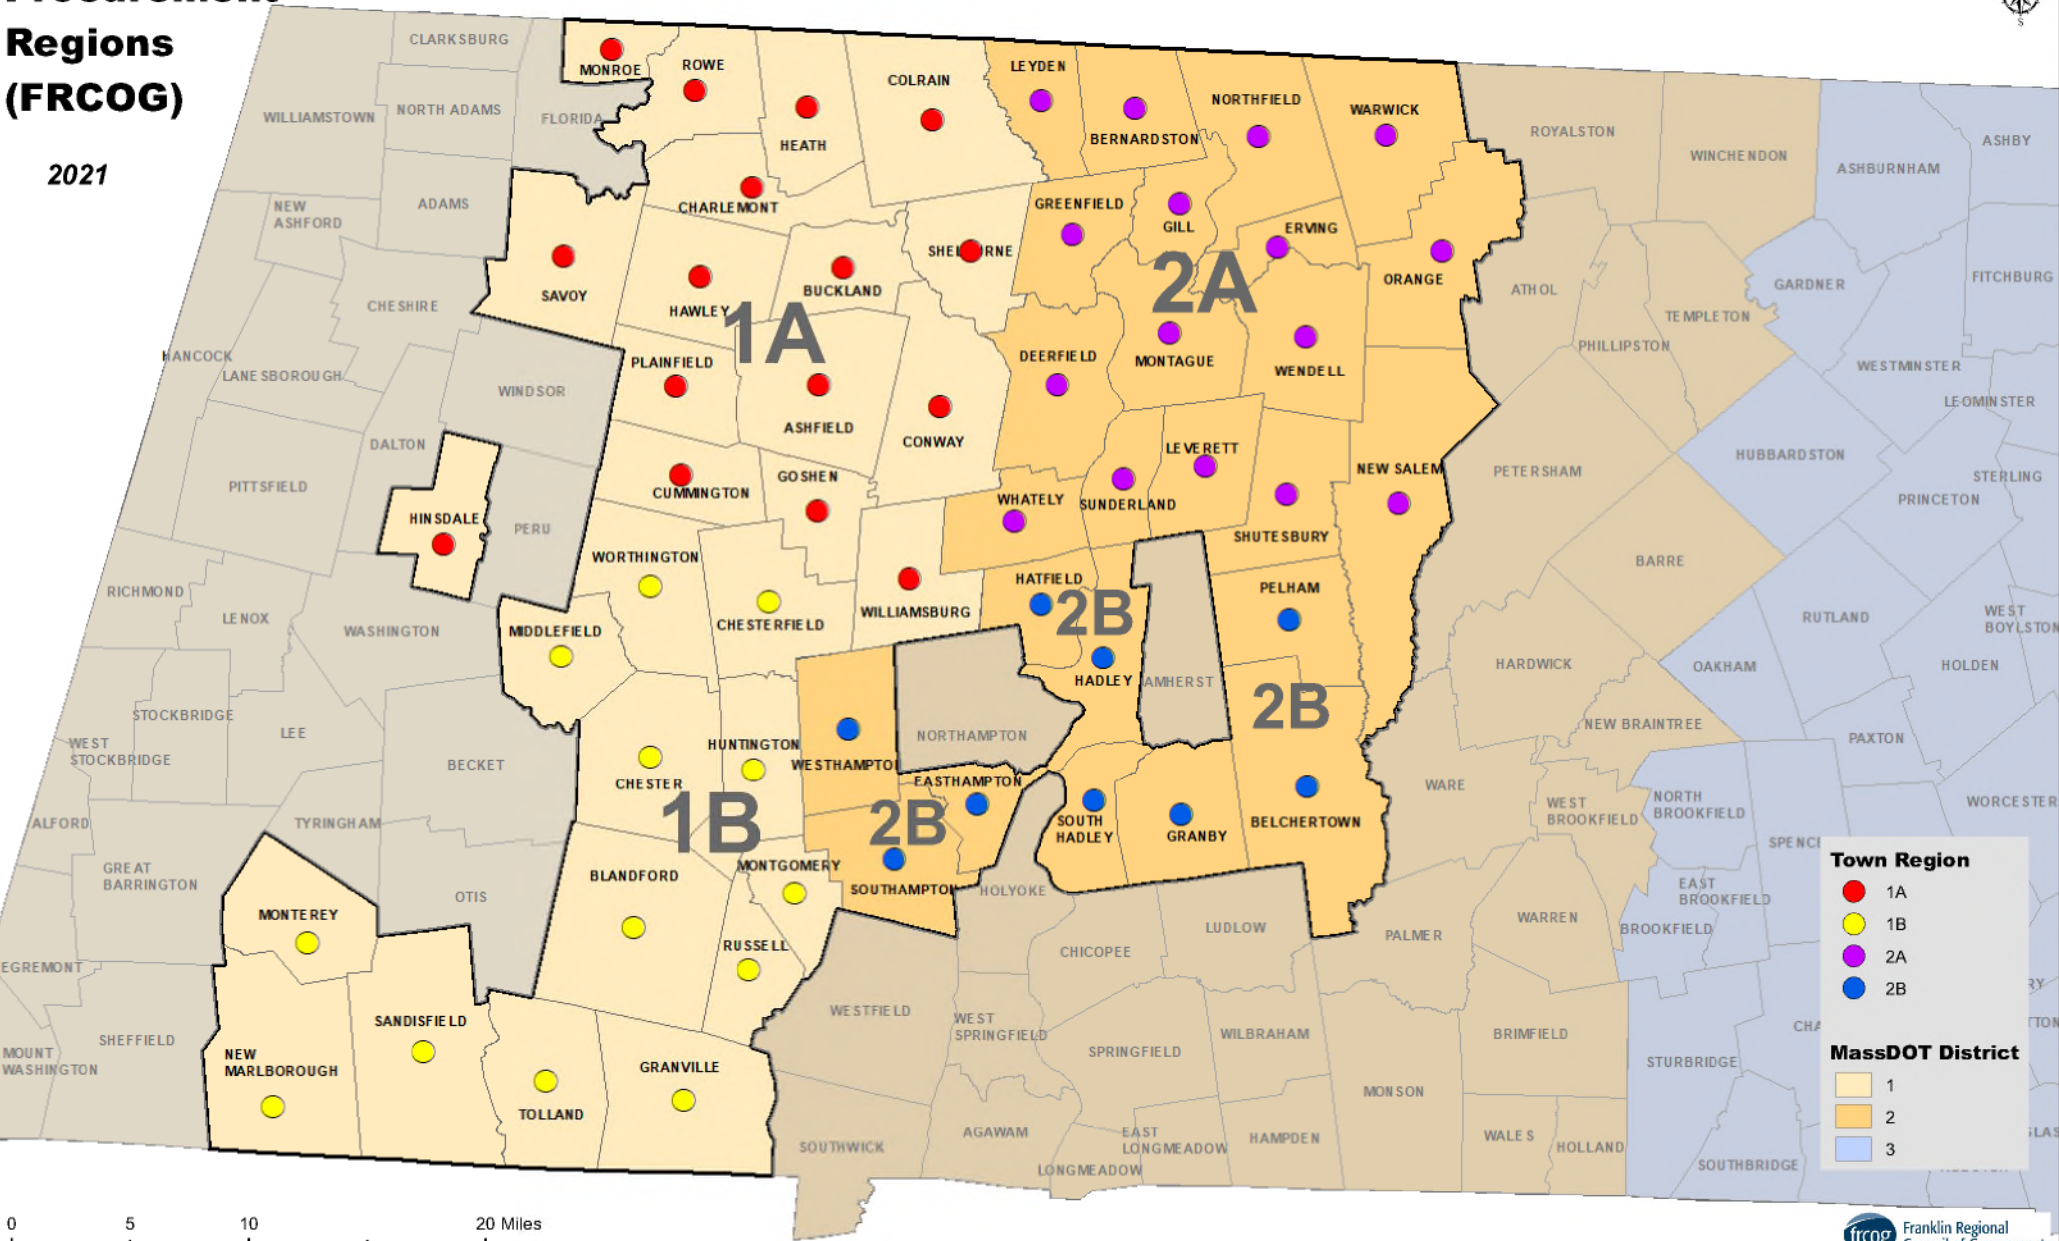 Regions
(FRCOG)
2021
S
CLARKSBURG
MONROE
ROWE
COLRAIN
LEYDEN
NORTHFIELD
WARWICK
WILLIAMSTOWN
NORTH ADAMS
FLORIDA
HEATH
BERNARDSTON
ROYALSTON
WINCHENDON
ASHBURNHAM
ASHBY
NEW
ASHFORD
ADAMS
CHARLEMONT
GREENFIELD
GILL
ERVING
SAVOY
HAWLEY
BUCKLAND
SHELBURNE
2A
ORANGE
ATHOL
GARDNER
FITCHBURG
CHESHIRE
1A
TEMPLETON
PHILLIPSTON
HANCOCK
LANESBOROUGH
WINDSOR
PLAINFIELD
DEERFIELD
MONTAGUE
WENDELL
WESTMINSTER
LEOMINSTER
DALTON
ASHFIELD
CONWAY
LEVERETT
NEW SALEM
PETERSHAM
HUBBARDSTON
STERLING
PITTSFIELD
CUMMINGTON
GOSHEN
WHATELY
SUNDERLAND
PRINCETON
HINSDALE
PERU
SHUTESBURY
WORTHINGTON
BARRE
RICHMOND
LENOX
WASHINGTON
MIDDLEFIELD
CHESTERFIELD
WILLIAMSBURG
HATFIELD
2B
PELHAM
RUTLAND
WEST
BOYLSTON
HADLEY
AMHERST
HARDWICK
OAKHAM
HOLDEN
STOCKBRIDGE
WEST
STOCKBRIDGE
LEE
BECKET
CHESTER
HUNTINGTON
WESTHAMPTON
NORTHAMPTON
2B
NEW BRAINTREE
PAXTON
EASTHAMPTON
WARE
WEST
BROOKFIELD
NORTH
BROOKFIELD
WORCESTER
ALFORD
TYRINGHAM
1B
2B
SOUTH
HADLEY
GRANBY
BELCHERTOWN
SPENCE
GREAT
BARRINGTON
OTIS
BLANDFORD
MONTGOMERY
SOUTHAMPTON
HOLYOKE
EAST
BROOKFIELD
MONTEREY
RUSSELL
CHICOPEE
LUDLOW
PALMER
WARREN
BROOKFIELD
EGREMONT
SHEFFIELD
SANDISFIELD
WESTFIELD
WEST
SPRINGFIELD
SPRINGFIELD
WILBRAHAM
BRIMFIELD
STURBRIDGE
CHA
RY
TON
MOUNT
WASHINGTON
NEW
MARLBOROUGH
TOLLAND
GRANVILLE
MONSON
SOUTHWICK
AGAWAM
LONGMEADOW
EAST
LONGMEADOW
HAMPDEN
WALES
HOLLAND
SOUTHBRIDGE
LAS
Town Region
1A
1B
2A
2B
MassDOT District
1
2
3
0 5 10 20 Miles
frcog
Franklin Regional